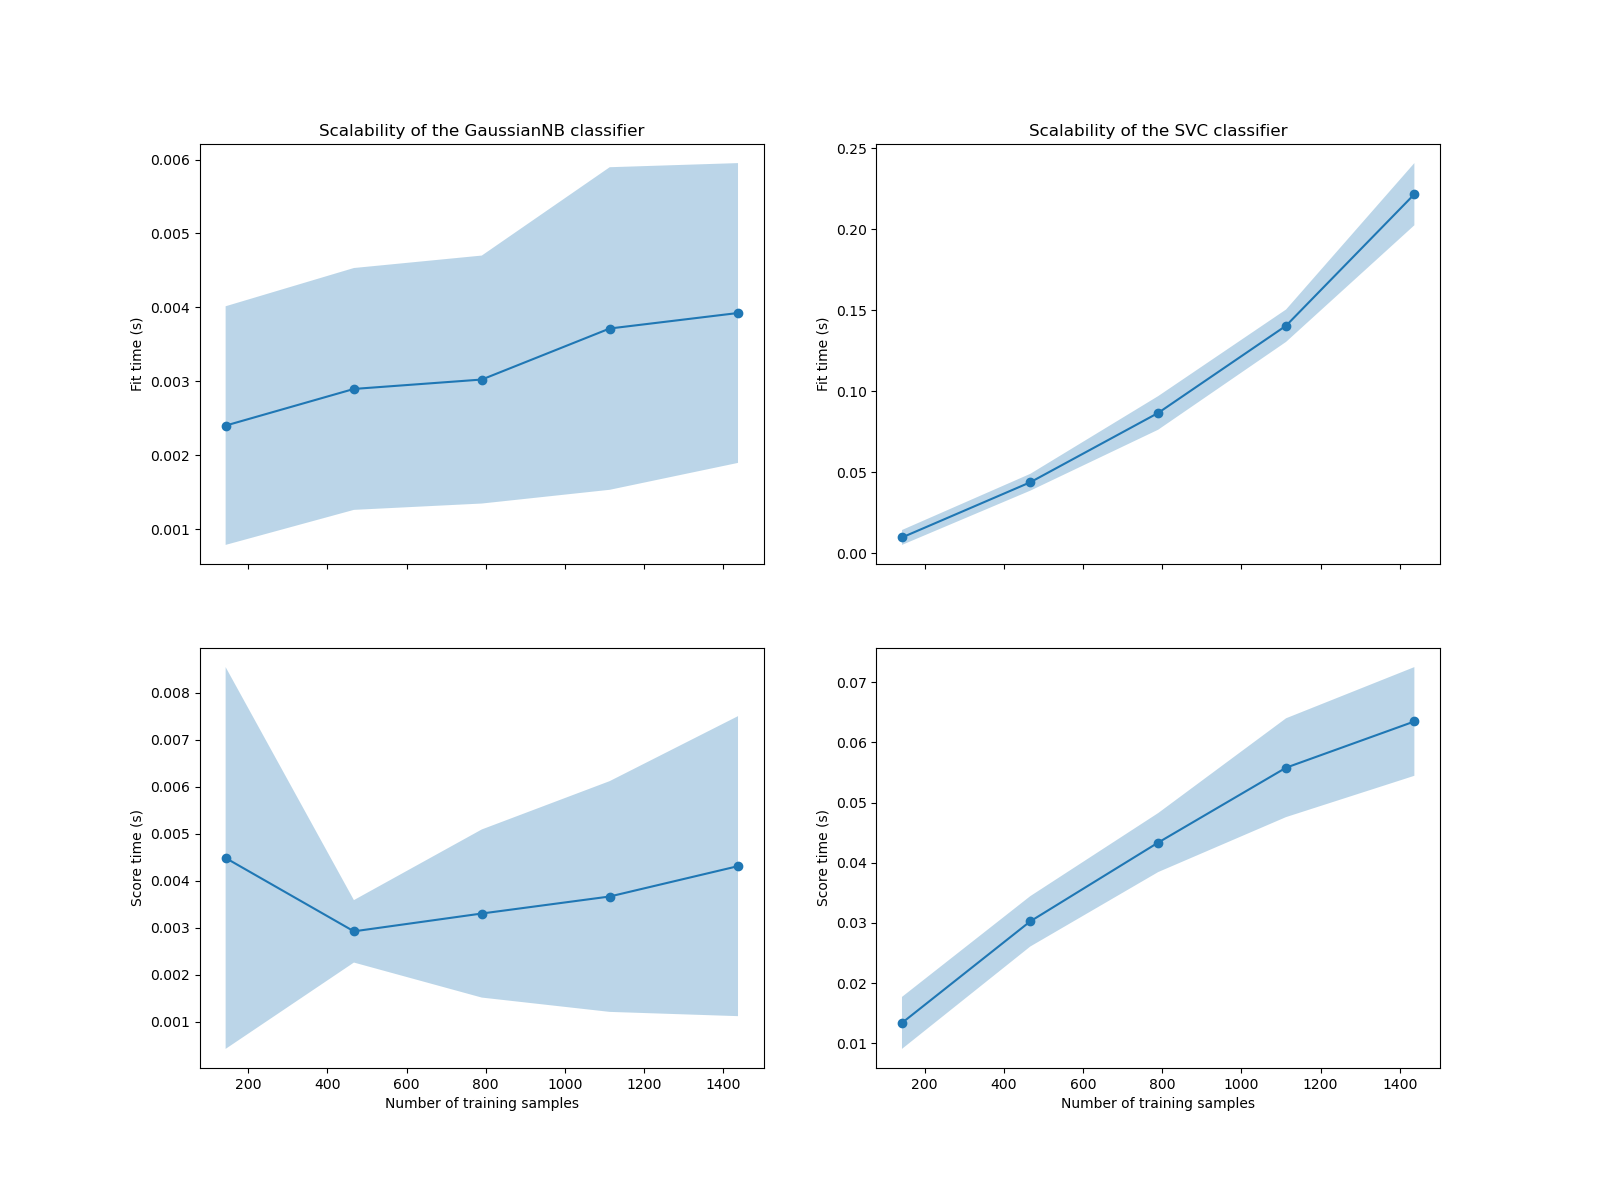 Scalability of the GaussianNB classifier
0.006
0.005
0.004
0.003
0.002
0.001
Fit time (s)
Scalability of the SVC classifier
0.25
0.20
0.15
0.10
0.05
0.00
Fit time (s)
0.008
0.007
0.006
0.005
0.004
0.003
0.002
0.001
Score time (s)
200 400 600 800 1000 1200 1400
Number of training samples
0.07
0.06
0.05
0.04
0.03
0.02
0.01
Score time (s)
200 400 600 800 1000 1200 1400
Number of training samples